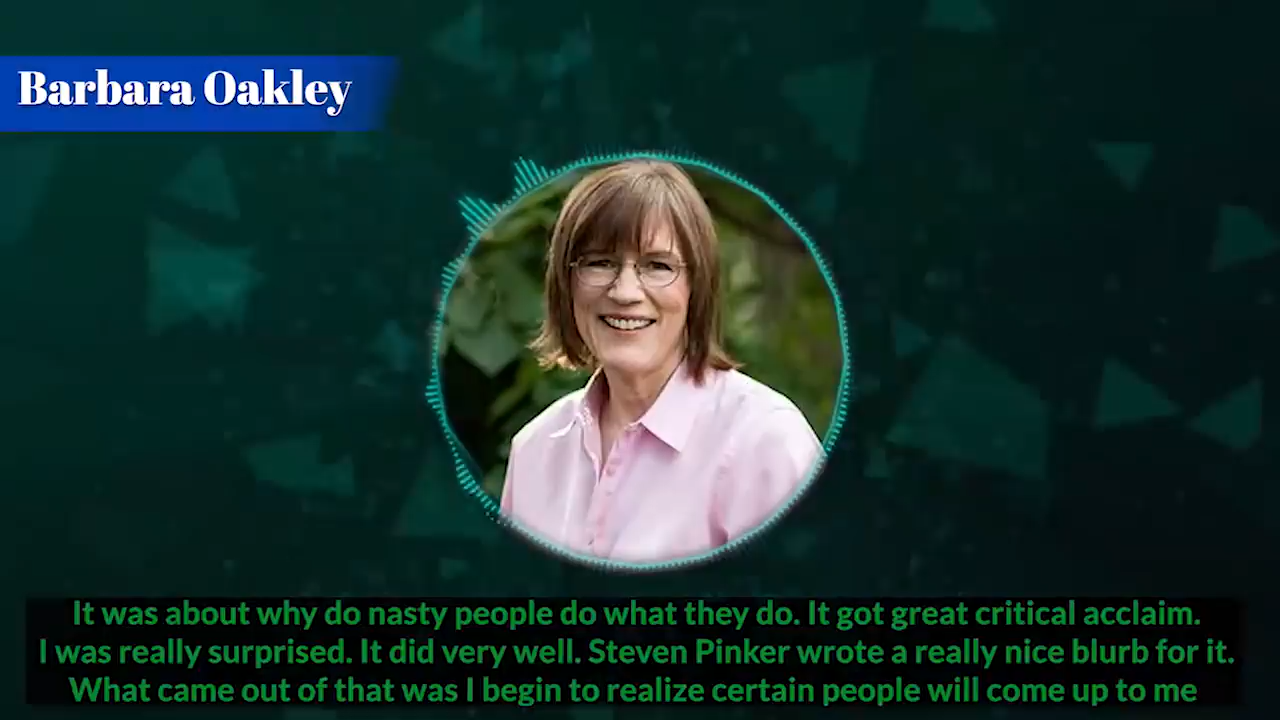 Barbara Oakley
It was about why do nasty people do what they do. It got great critical acclaim.
I was really surprised. It did very well. Steven Pinker wrote a really nice blurb for it.
What came out of that was I begin to realize certain people will come up to me